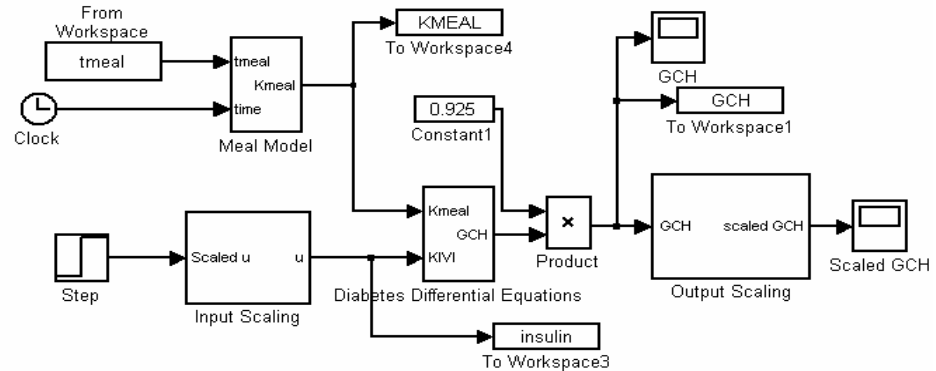 From
Workspace
tmeal
Clock
tmeal
Kmeal
time
Meal Model
KMEAL
To Workspace4
0.925
Constant1
GCH
GCH
To Workspace1
Step
Scaled u
u
Input Scaling
Kmeal
GCH
KIVI
Diabetes Differential Equations
×
Product
GCH
scaled GCH
Output Scaling
Scaled GCH
insulin
To Workspace3